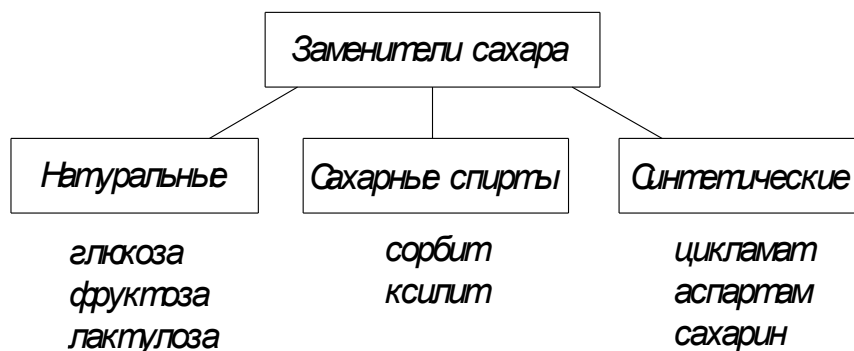 Заменители сахара
Натуральные
Сахарные спирты
Синтетические
глюкоза
фруктоза
лактулоза
сорбит
ксилит
цикламат
аспартам
сахарин